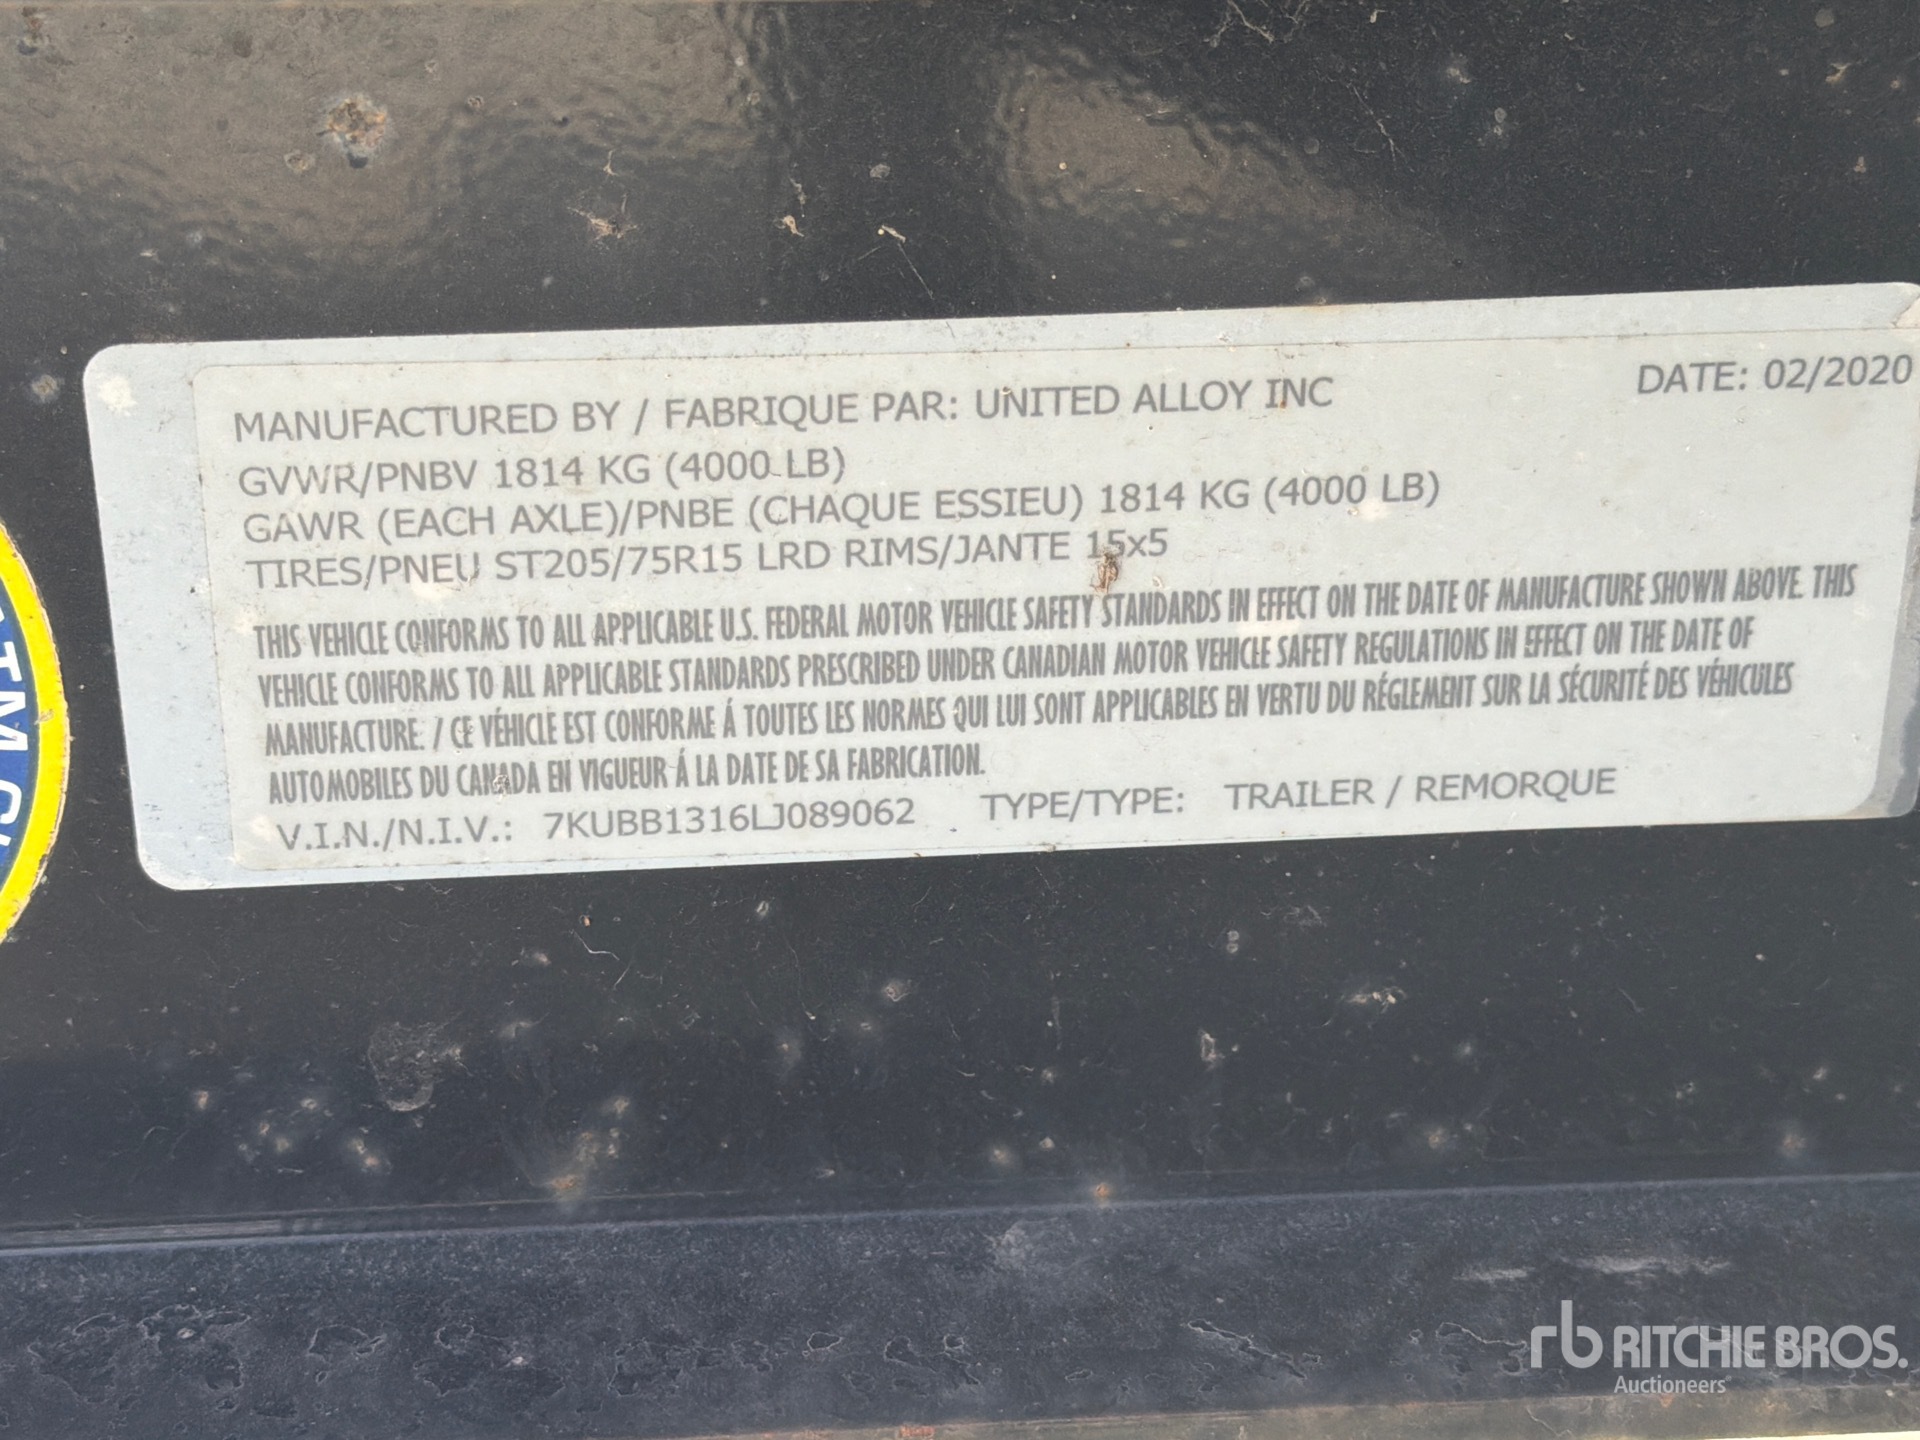 MANUFACTURED BY / FABRIQUE PAR: UNITED ALLOY INC DATE: 02/2020
GVWR/PNBV 1814 KG (4000 LB)
GAWR (EACH AXLE)/PNBE (CHAQUE ESSIEU) 1814 KG (4000 LB)
TIRES/PNEU ST205/75R15 LRD RIMS/JANTE 15x5
THIS VEHICLE CONFORMS TO ALL APPLICABLE U.S. FEDERAL MOTOR VEHICLE SAFETY STANDARDS IN EFFECT ON THE DATE OF MANUFACTURE SHOWN ABOVE. THIS
VEHICLE CONFORMS TO ALL APPLICABLE STANDARDS PRESCRIBED UNDER CANADIAN MOTOR VEHICLE SAFETY REGULATIONS IN EFFECT ON THE DATE OF
MANUFACTURE. / CE VÉHICLE EST CONFORME Á TOUTES LES NORMES QUI LUI SONT APPLICABLES EN VERTU DU RÉGLEMENT SUR LA SÉCURITÉ DES VÉHICULES
AUTOMOBILES DU CANADA EN VIGUEUR Á LA DATE DE SA FABRICATION.
V.I.N./N.I.V.: 7KUBB1316LJ089062 TYPE/TYPE: TRAILER / REMORQUE
rb RITCHIE BROS.
Auctioneers